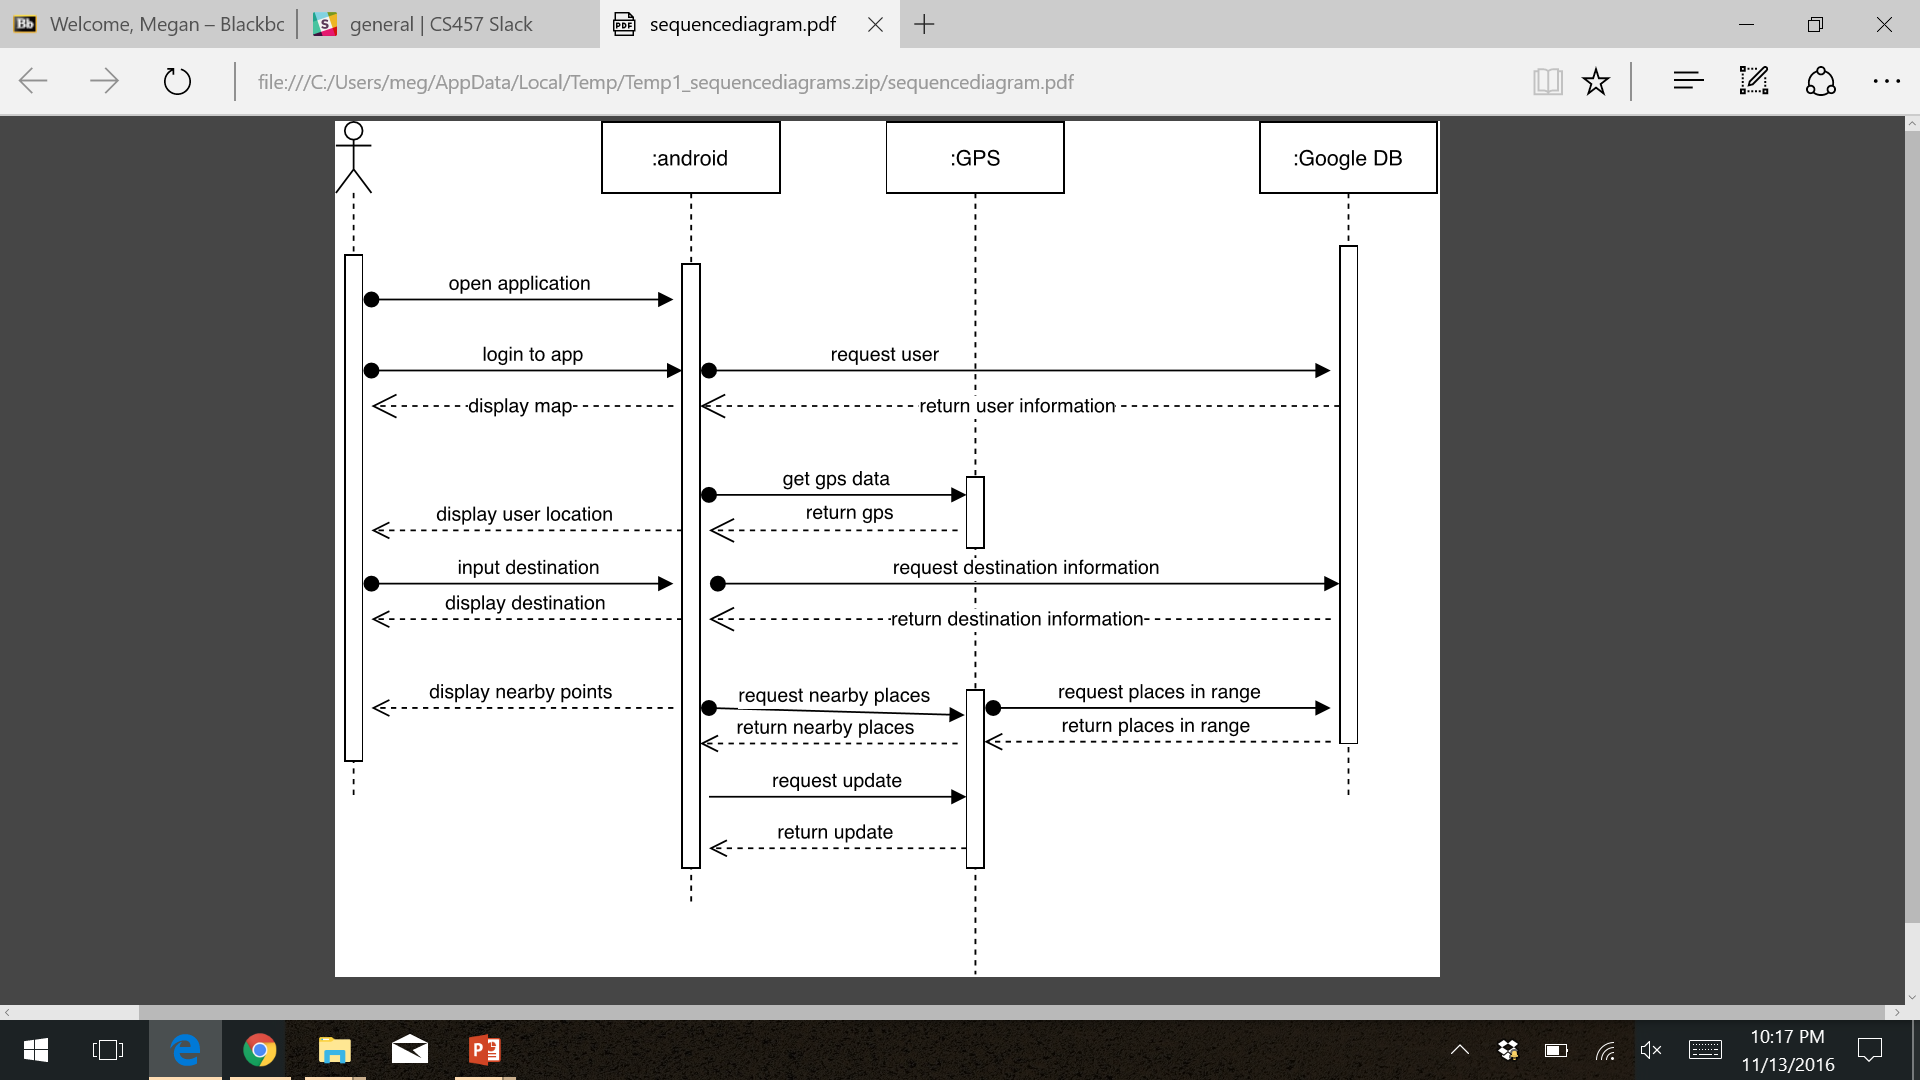 Welcome, Megan – Blackbc
general | CS457 Slack
PDF
sequencediagram.pdf
file:///C:/Users/meg/AppData/Local/Temp/Temp1_sequencediagrams.zip/sequencediagram.pdf
:android
:GPS
:Google DB
open application
login to app
request user
display map
return user information
get gps data
display user location
return gps
input destination
request destination information
display destination
return destination information
display nearby points
request nearby places
request places in range
return nearby places
return places in range
request update
return update
10:17 PM
11/13/2016